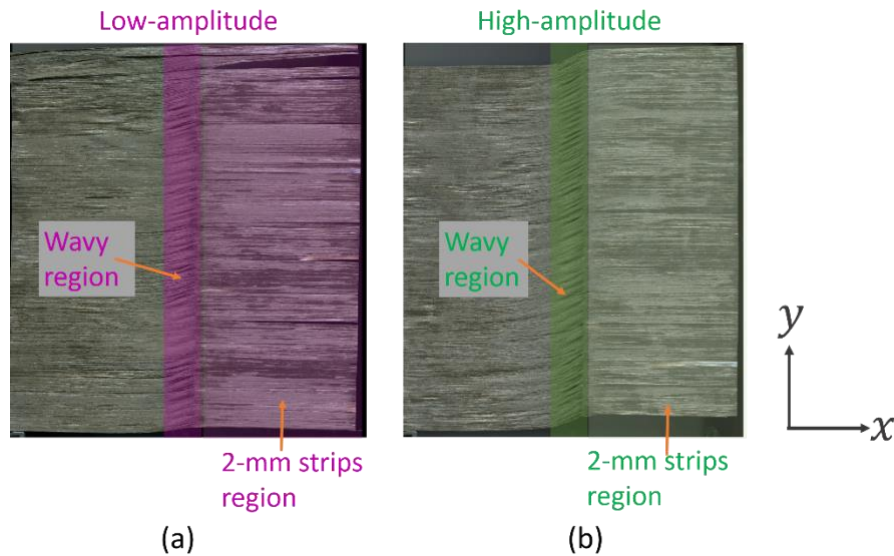 Low-amplitude
High-amplitude
Wavy
region
Wavy
region
y
x
2-mm strips
region
2-mm strips
region
(a)
(b)